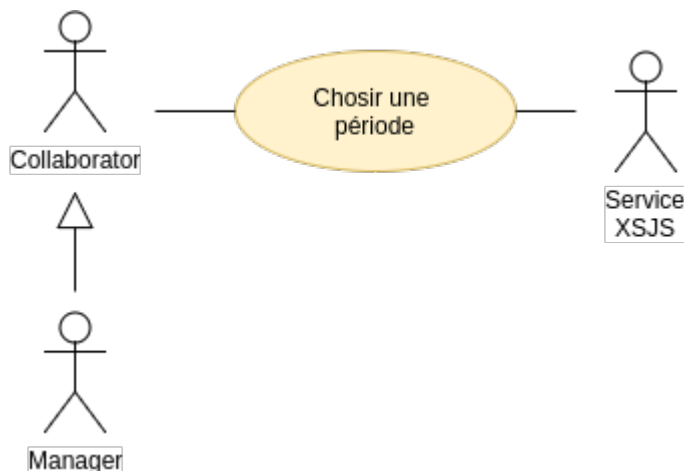 Chosir une
période
Collaborator
Service
XSJS
Manager